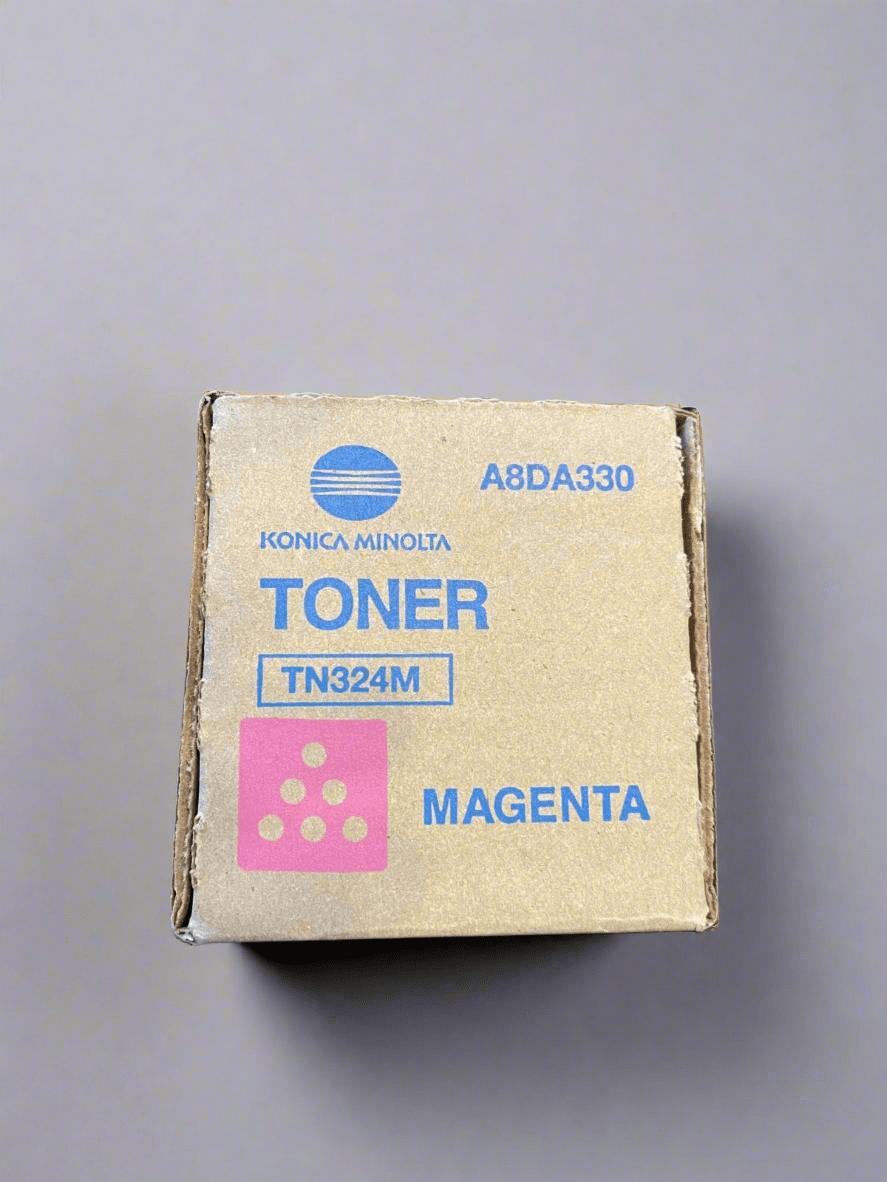 A8DA330
KONICA MINOLTA
TONER
TN324M
MAGENTA